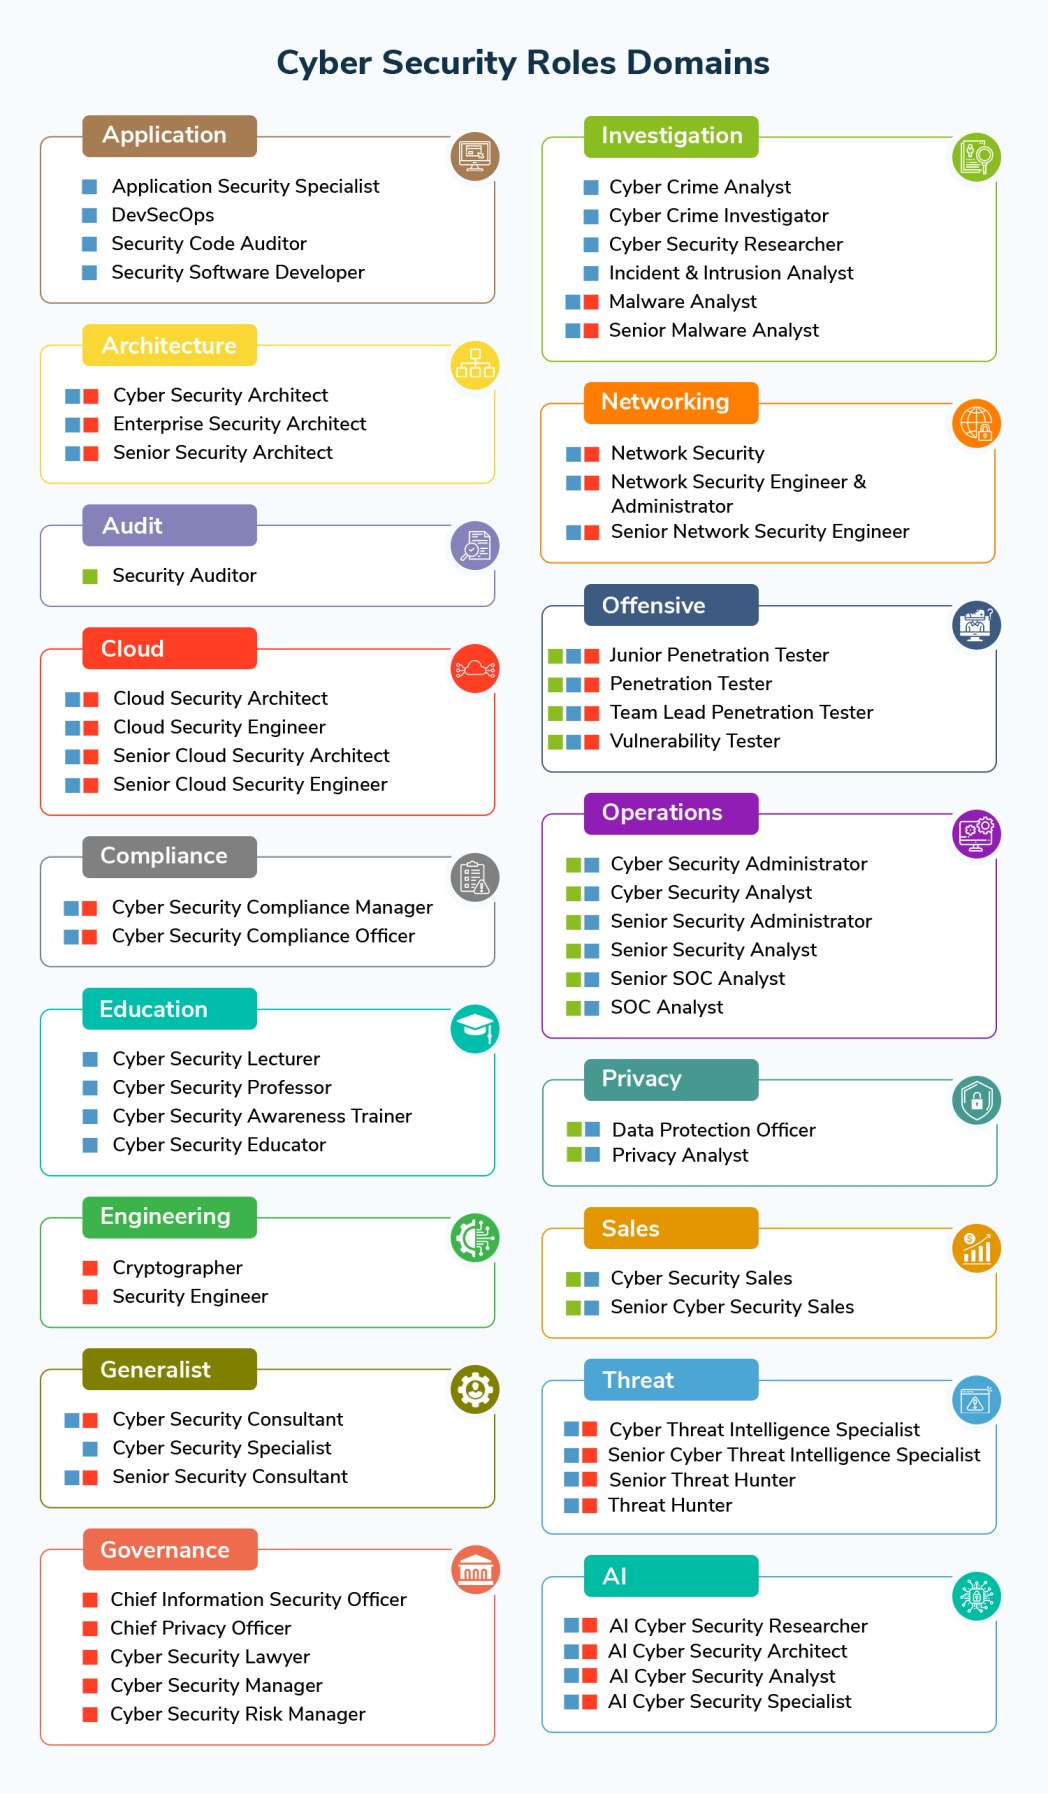 Cyber Security Roles Domains
Application
Application Security Specialist
DevSecOps
Security Code Auditor
Security Software Developer
Architecture
Cyber Security Architect
Enterprise Security Architect
Senior Security Architect
Audit
Security Auditor
Cloud
Cloud Security Architect
Cloud Security Engineer
Senior Cloud Security Architect
Senior Cloud Security Engineer
Compliance
Cyber Security Compliance Manager
Cyber Security Compliance Officer
Education
Cyber Security Lecturer
Cyber Security Professor
Cyber Security Awareness Trainer
Cyber Security Educator
Engineering
Cryptographer
Security Engineer
Generalist
Cyber Security Consultant
Cyber Security Specialist
Senior Security Consultant
Governance
Chief Information Security Officer
Chief Privacy Officer
Cyber Security Lawyer
Cyber Security Manager
Cyber Security Risk Manager
Investigation
Cyber Crime Analyst
Cyber Crime Investigator
Cyber Security Researcher
Incident & Intrusion Analyst
Malware Analyst
Senior Malware Analyst
Networking
Network Security
Network Security Engineer &
Administrator
Senior Network Security Engineer
Offensive
Junior Penetration Tester
Penetration Tester
Team Lead Penetration Tester
Vulnerability Tester
Operations
Cyber Security Administrator
Cyber Security Analyst
Senior Security Administrator
Senior Security Analyst
Senior SOC Analyst
SOC Analyst
Privacy
Data Protection Officer
Privacy Analyst
Sales
Cyber Security Sales
Senior Cyber Security Sales
Threat
Cyber Threat Intelligence Specialist
Senior Cyber Threat Intelligence Specialist
Senior Threat Hunter
Threat Hunter
AI
AI Cyber Security Researcher
AI Cyber Security Architect
AI Cyber Security Analyst
AI Cyber Security Specialist